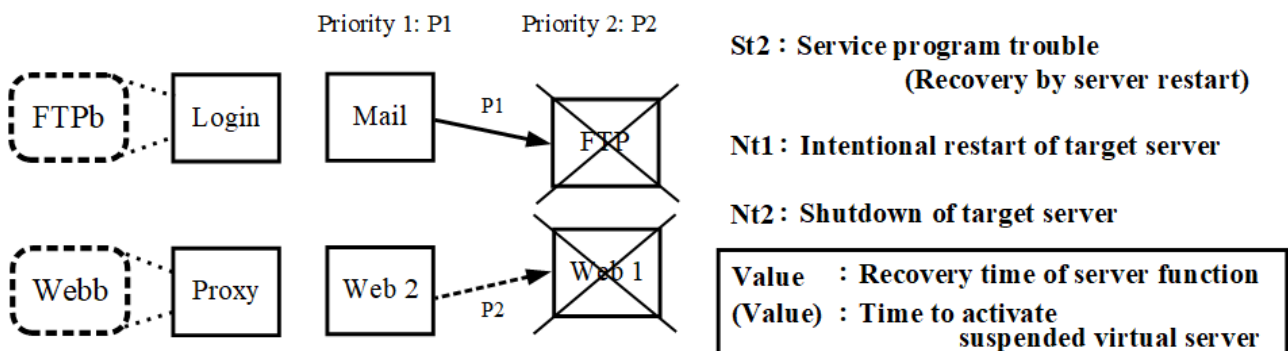 Priority 1: P1
Priority 2: P2
FTPb
Login
Mail
P1
FTP
Webb
Proxy
Web 2
P2
Web 1
St2 : Service program trouble
(Recovery by server restart)
Nt1 : Intentional restart of target server
Nt2 : Shutdown of target server
Value : Recovery time of server function
(Value) : Time to activate
suspended virtual server